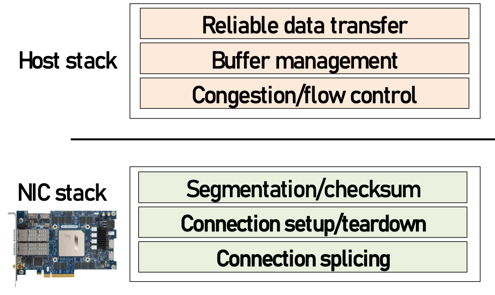 Host stack
Reliable data transfer
Buffer management
Congestion/flow control
NIC stack
Segmentation/checksum
Connection setup/teardown
Connection splicing